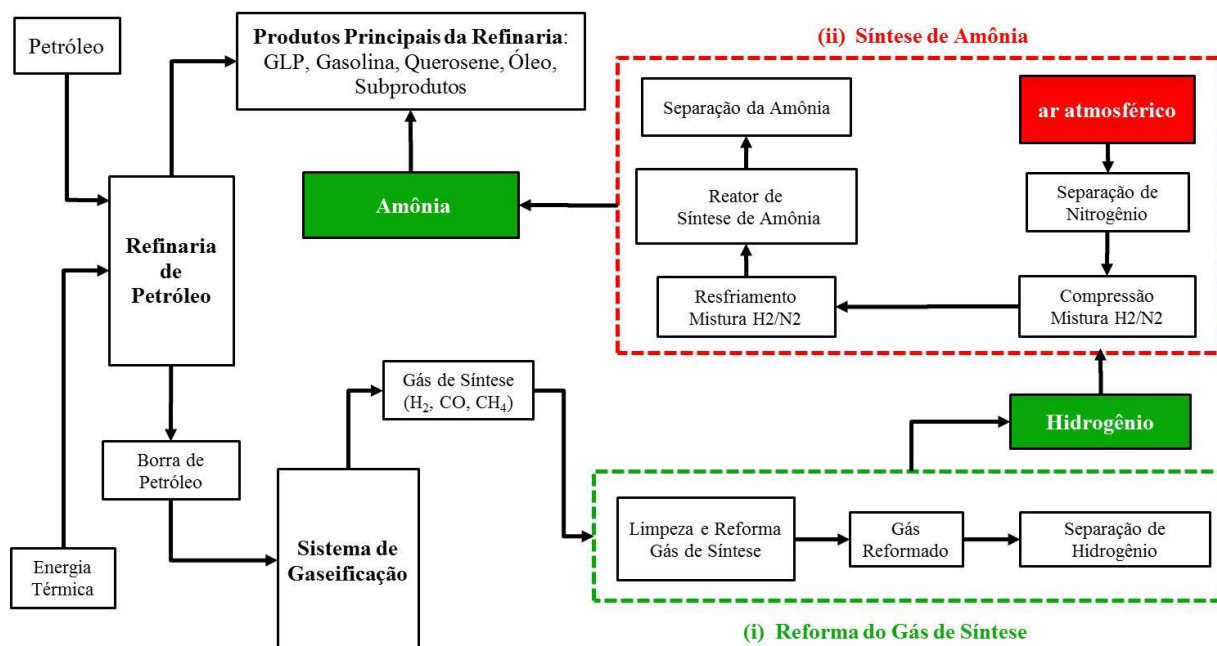 Petróleo
Produtos Principais da Refinaria:
GLP, Gasolina, Querosene, Óleo,
Subprodutos
(ii) Síntese de Amônia
Separação da Amônia
ar atmosférico
Amônia
Reator de
Síntese de Amônia
Separação de
Nitrogênio
Refinaria
de
Petróleo
Resfriamento
Mistura H2/N2
Compressão
Mistura H2/N2
Gás de Síntese
(H₂, CO, CH₄)
Hidrogênio
Borra de
Petróleo
Sistema de
Gaseificação
Limpeza e Reforma
Gás de Síntese
Gás
Reformado
Separação de
Hidrogênio
Energia
Térmica
(i) Reforma do Gás de Síntese